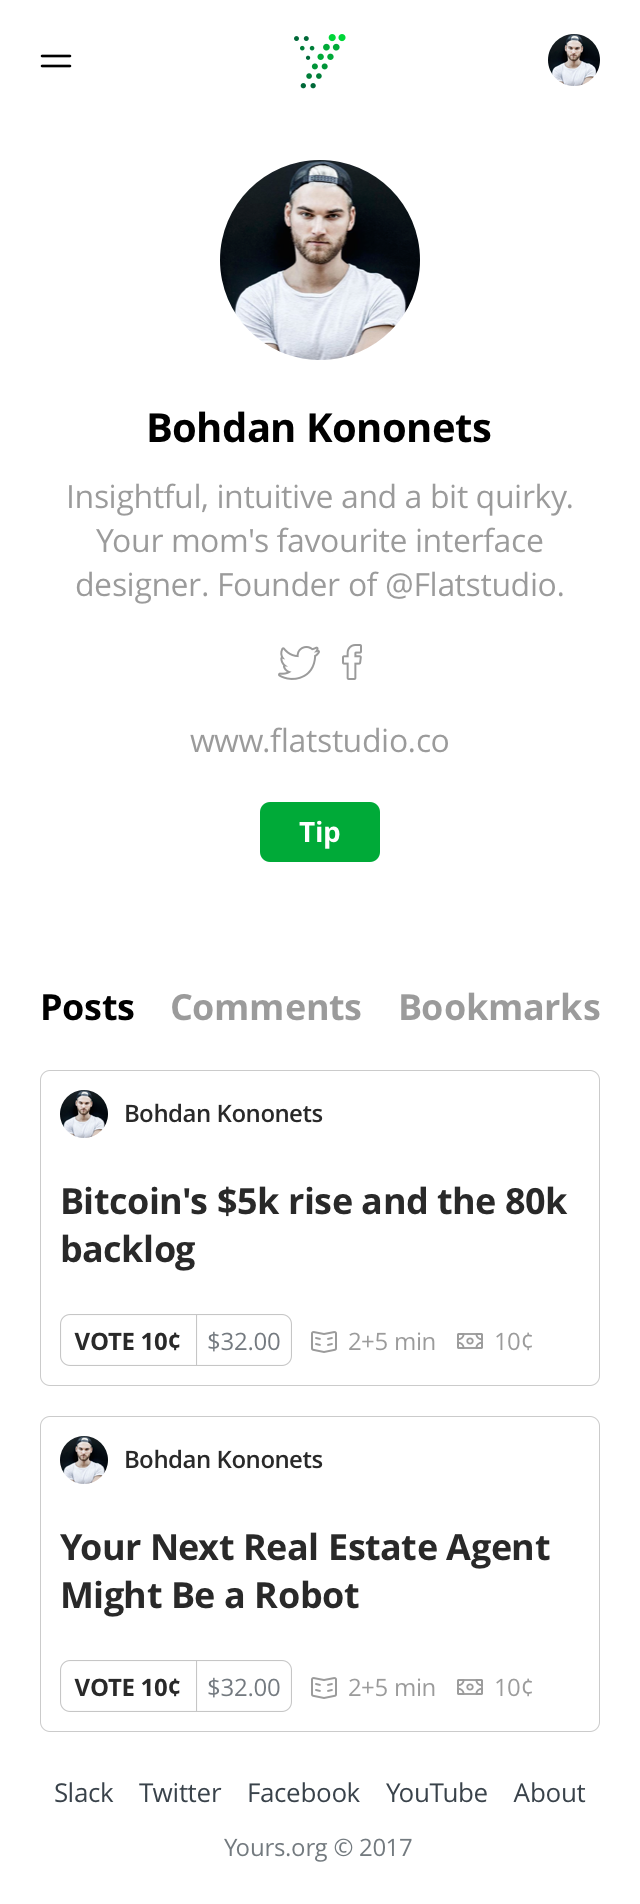 Bohdan Kononets
Insightful, intuitive and a bit quirky.
Your mom's favourite interface
designer. Founder of @Flatstudio.
www.flatstudio.co
Tip
Posts Comments Bookmarks
Bohdan Kononets
Bitcoin's $5k rise and the 80k
backlog
VOTE 10¢ $32.00 2+5 min 10¢
Bohdan Kononets
Your Next Real Estate Agent
Might Be a Robot
VOTE 10¢ $32.00 2+5 min 10¢
Slack Twitter Facebook YouTube About
Yours.org © 2017